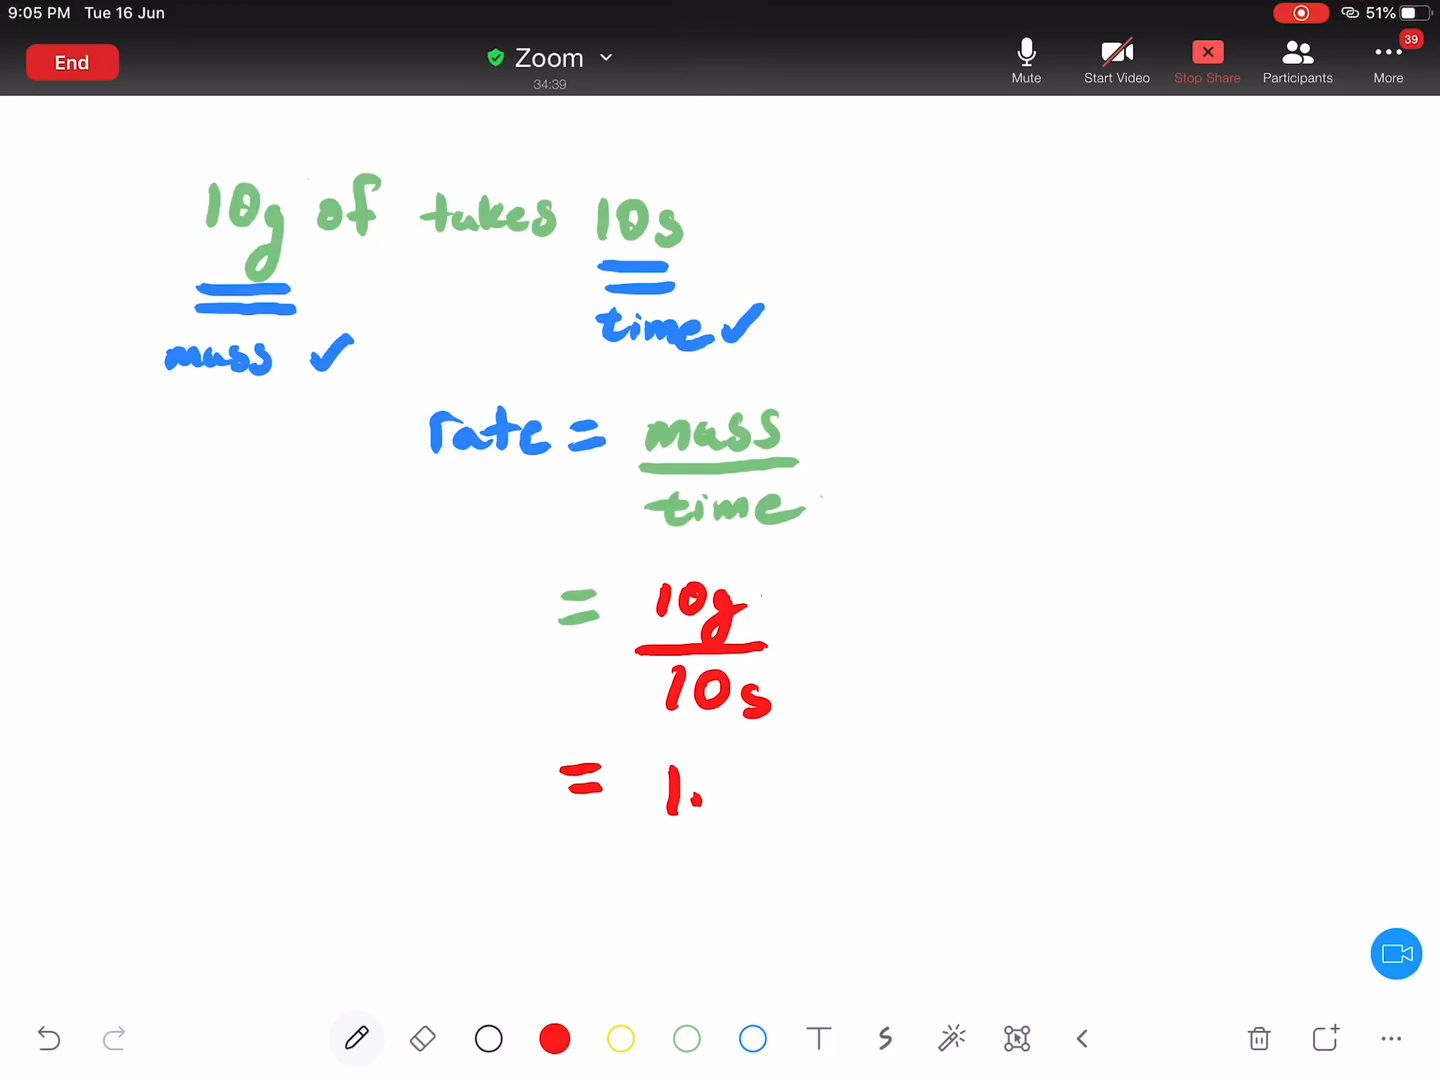 9:05 PM Tue 16 Jun
51%
End
Zoom
34:39
Mute
Start Video
Stop Share
Participants
39
More
10g of takes 10s
mass ✓
time ✓
rate = mass
time
= 10g
10s
= 1.
T